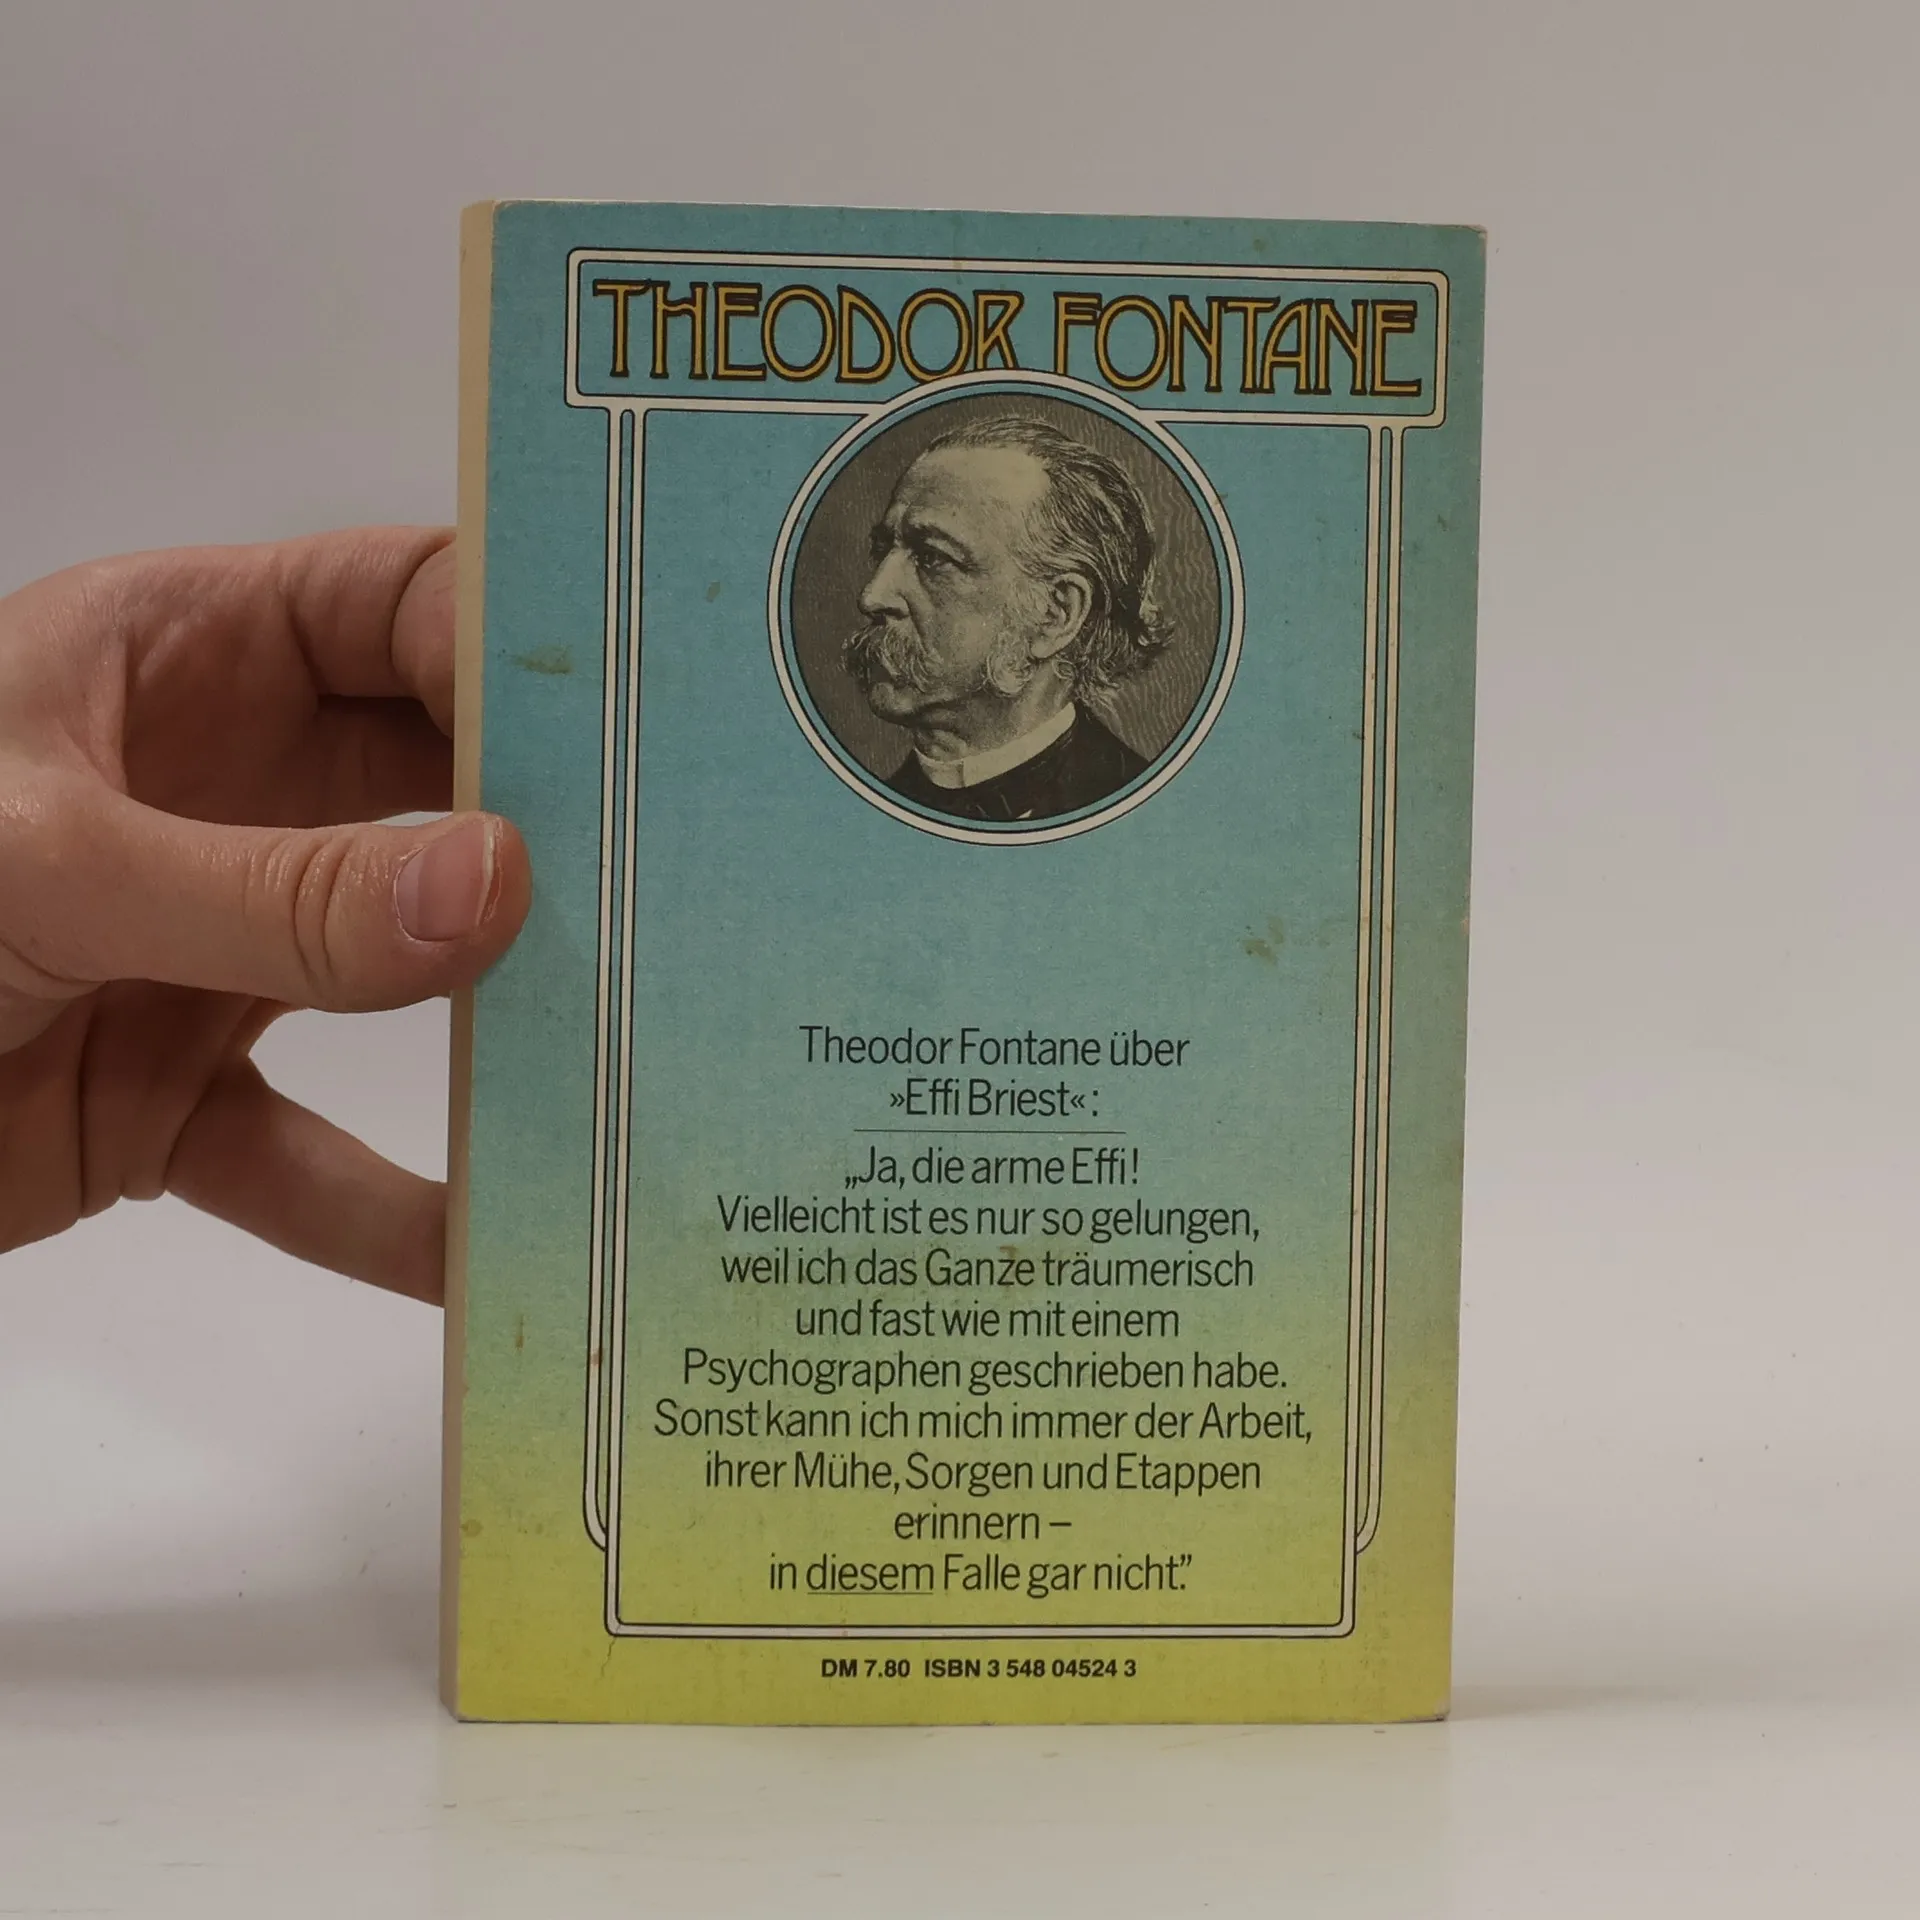 THEODOR FONTANE
Theodor Fontane über
»Effi Briest«:
„Ja, die arme Effi!
Vielleicht ist es nur so gelungen,
weil ich das Ganze träumerisch
und fast wie mit einem
Psychographen geschrieben habe.
Sonst kann ich mich immer der Arbeit,
ihrer Mühe, Sorgen und Etappen
erinnern –
in diesem Falle gar nicht.”
DM 7.80 ISBN 3 548 04524 3